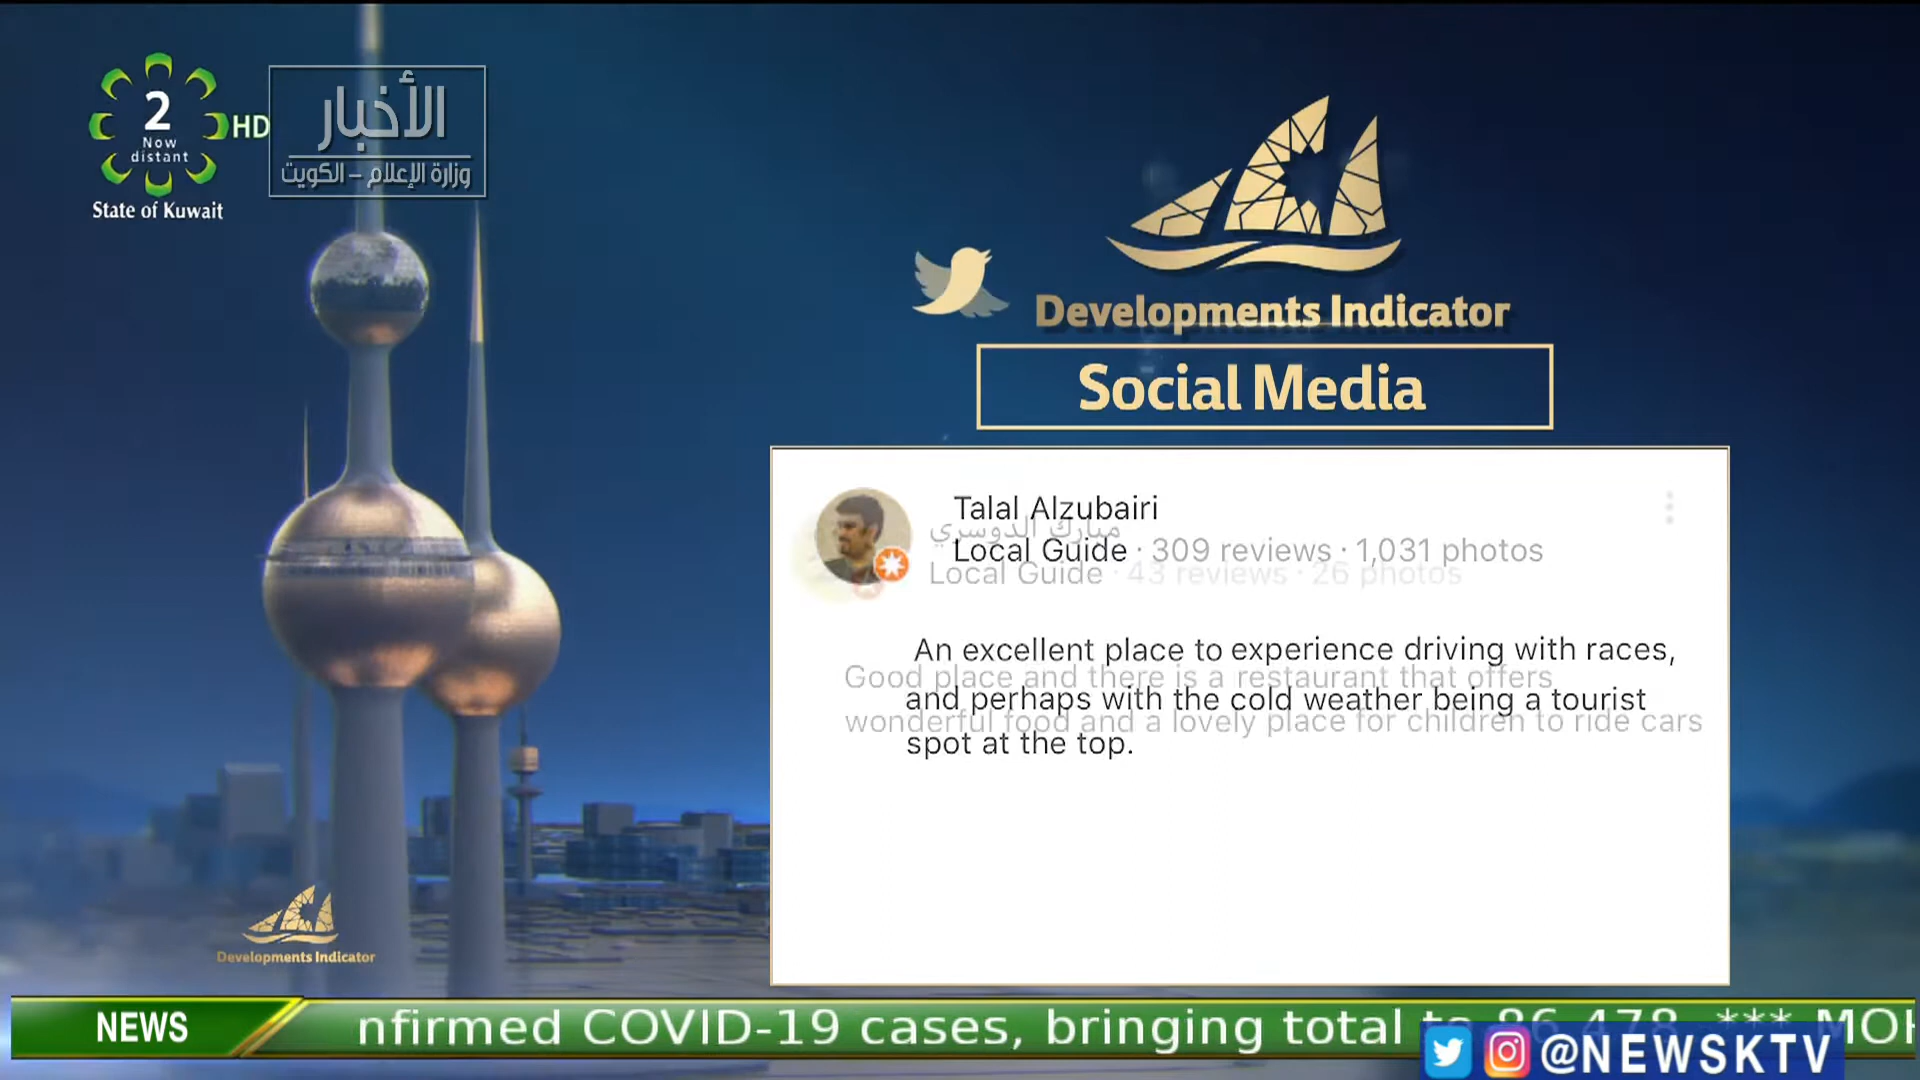 2
Now
distant
HD
State of Kuwait
الأخبار
وزارة الإعلام – الكويت
Developments Indicator
Social Media
Talal Alzubairi
مبارك الدوسري
Local Guide · 309 reviews · 1,031 photos
Local Guide · 43 reviews · 26 photos
An excellent place to experience driving with races,
Good place and there is a restaurant that offers
and perhaps with the cold weather being a tourist
wonderful food and a lovely place for children to ride cars
spot at the top.
Developments Indicator
NEWS
nfirmed COVID-19 cases, bringing total to 86,478 *** MOH
@NEWSKTV